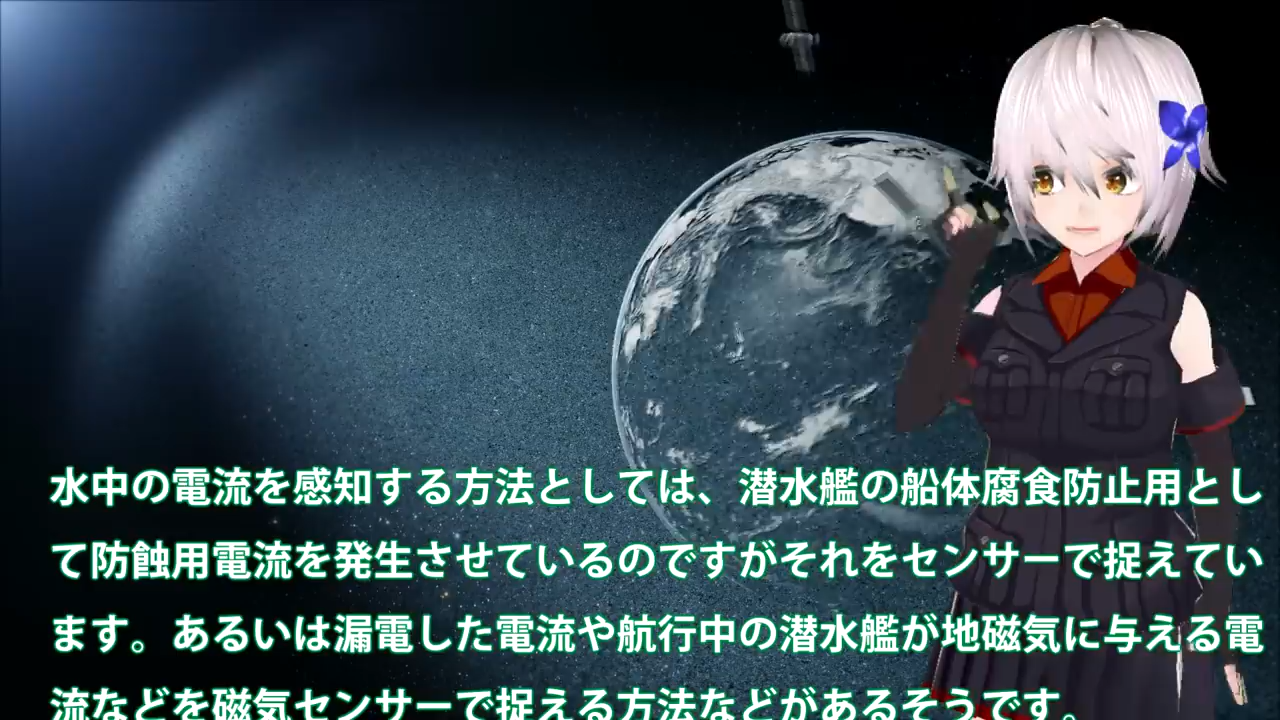 水中の電流を感知する方法としては、潜水艦の船体腐食防止用とし
て防蝕用電流を発生させているのですがそれをセンサーで捉えてい
ます。あるいは漏電した電流や航行中の潜水艦が地磁気に与える電
流などを磁気センサーで捉える方法などがあるそうです。